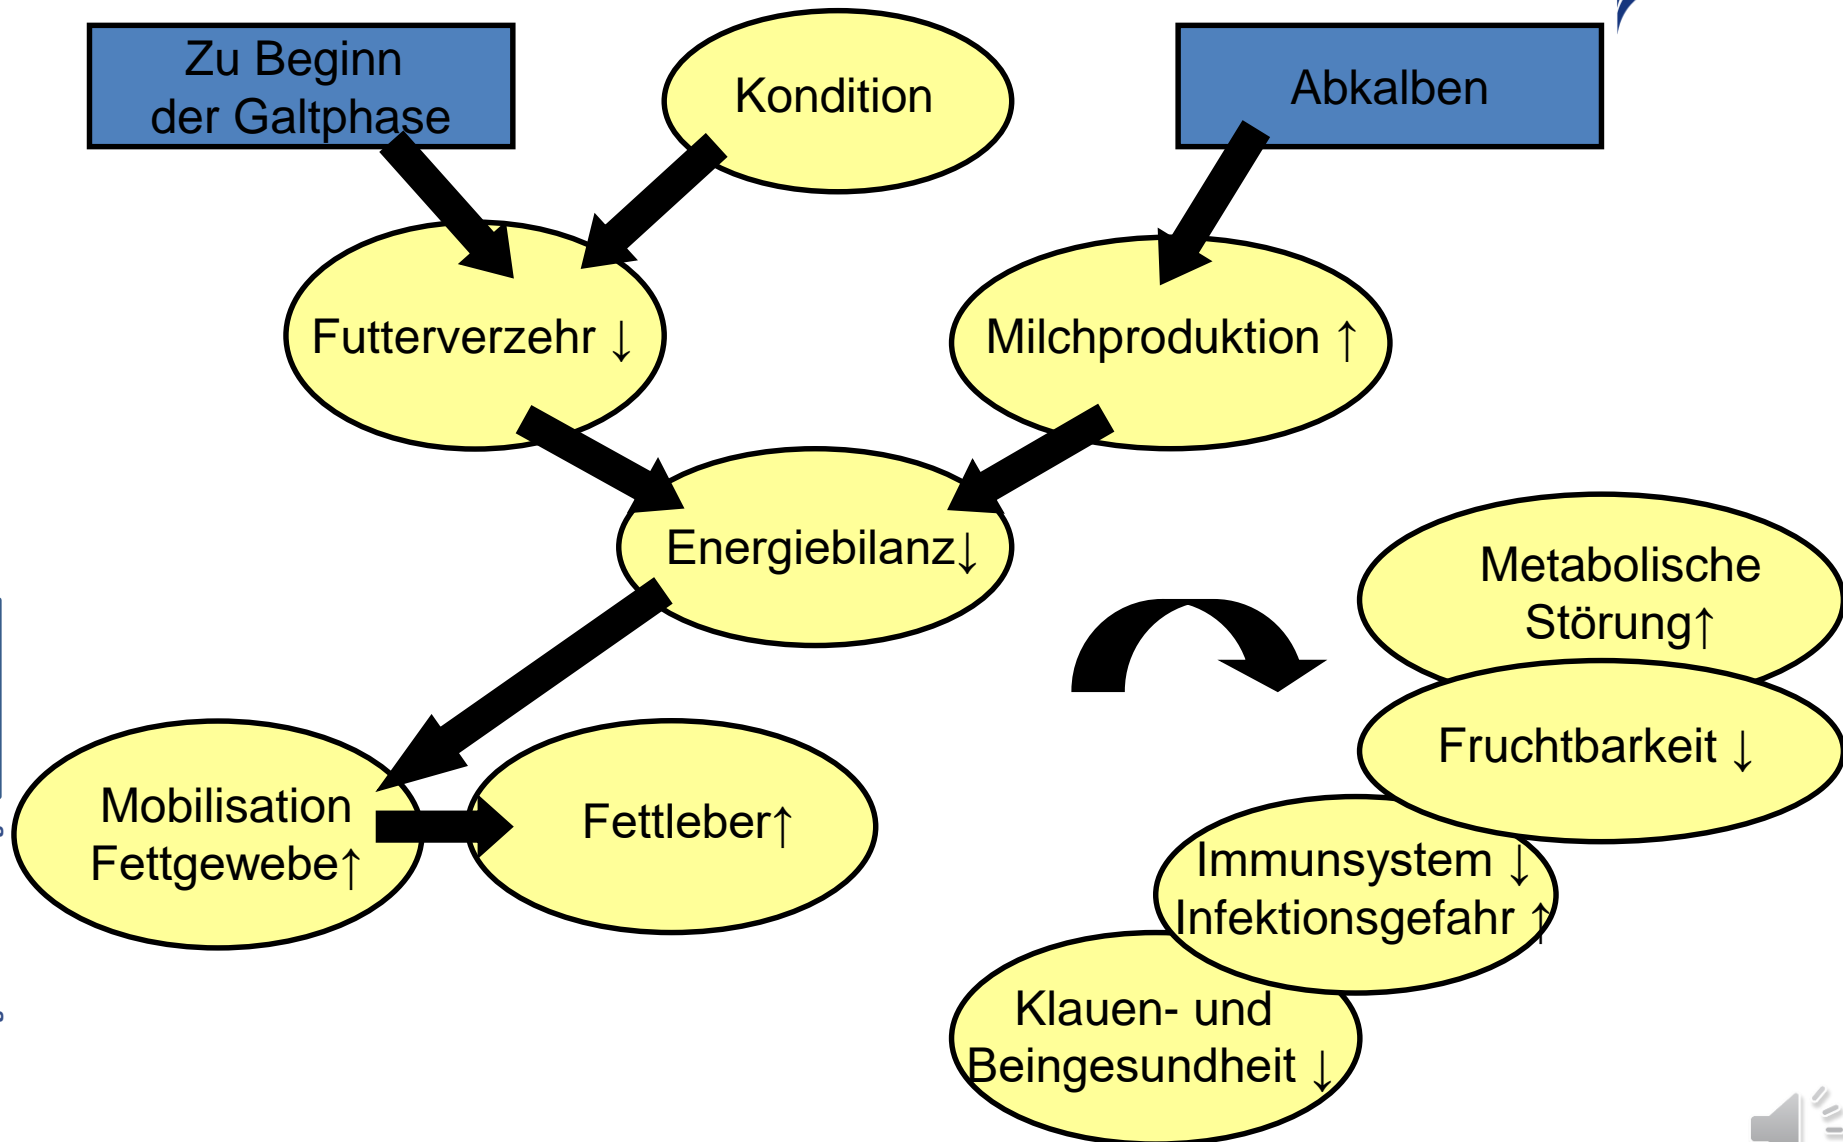 Zu Beginn
der Galtphase
Kondition
Abkalben
Futterverzehr ↓
Milchproduktion ↑
Energiebilanz↓
Metabolische
Störung↑
Fruchtbarkeit ↓
Mobilisation
Fettgewebe↑
Fettleber↑
Immunsystem ↓
Infektionsgefahr ↑
Klauen- und
Beingesundheit ↓